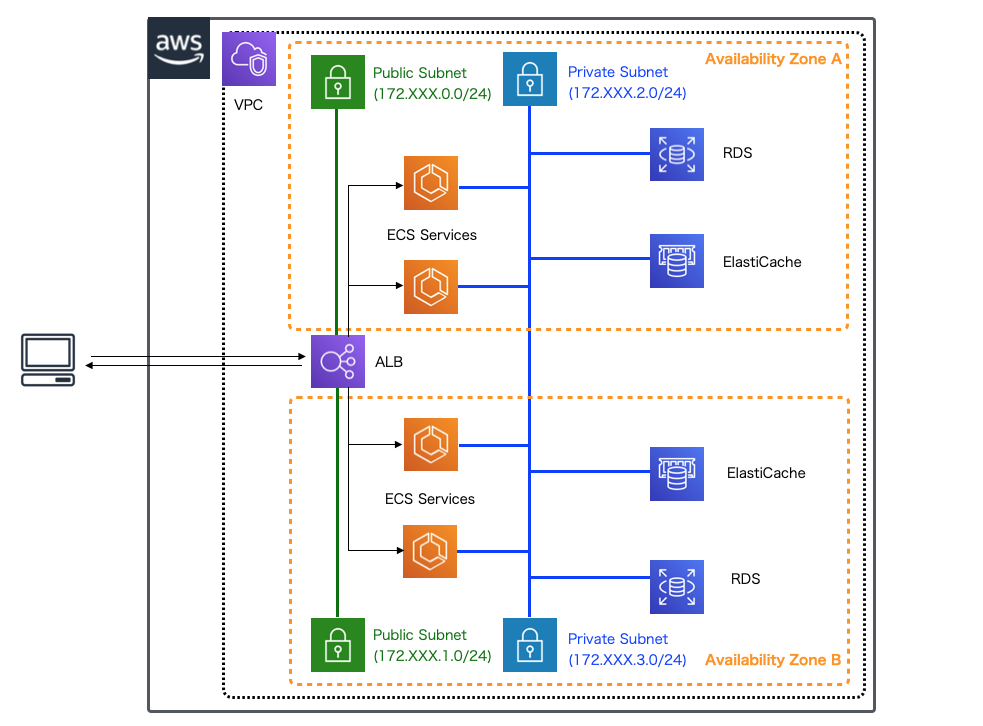 aws
VPC
Availability Zone A
Public Subnet
(172.XXX.0.0/24)
Private Subnet
(172.XXX.2.0/24)
RDS
ECS Services
ElastiCache
ALB
ElastiCache
ECS Services
RDS
Public Subnet
(172.XXX.1.0/24)
Private Subnet
(172.XXX.3.0/24)
Availability Zone B